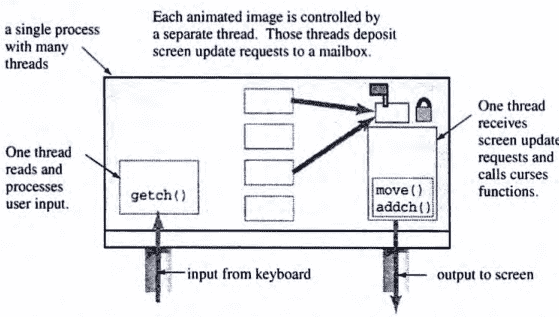 Each animated image is controlled by
a separate thread. Those threads deposit
screen update requests to a mailbox.
a single process
with many
threads
One thread
reads and
processes
user input.
getch()
One thread
receives
screen update
requests and
calls curses
functions.
move()
addch()
input from keyboard
output to screen